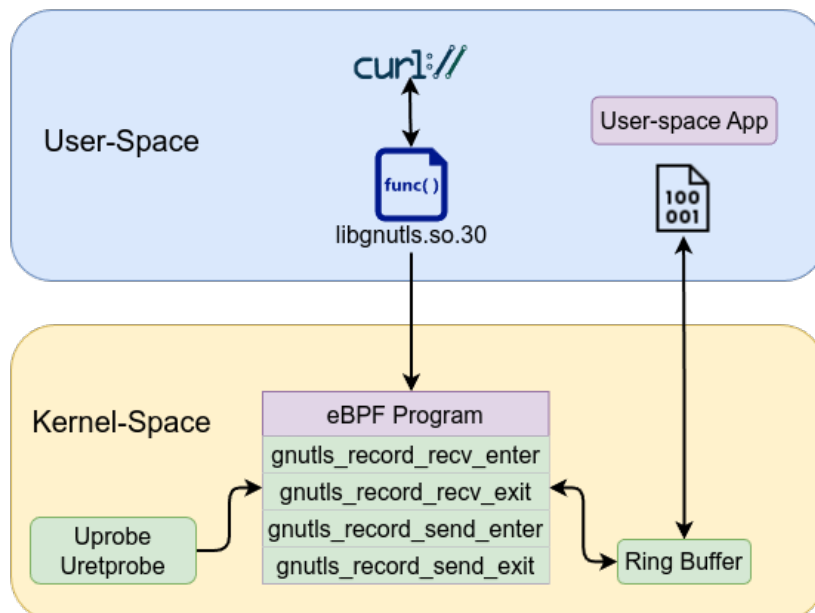 curl://
User-Space
User-space App
func( )
100
001
libgnutls.so.30
Kernel-Space
eBPF Program
gnutls_record_recv_enter
gnutls_record_recv_exit
gnutls_record_send_enter
gnutls_record_send_exit
Uprobe
Uretprobe
Ring Buffer